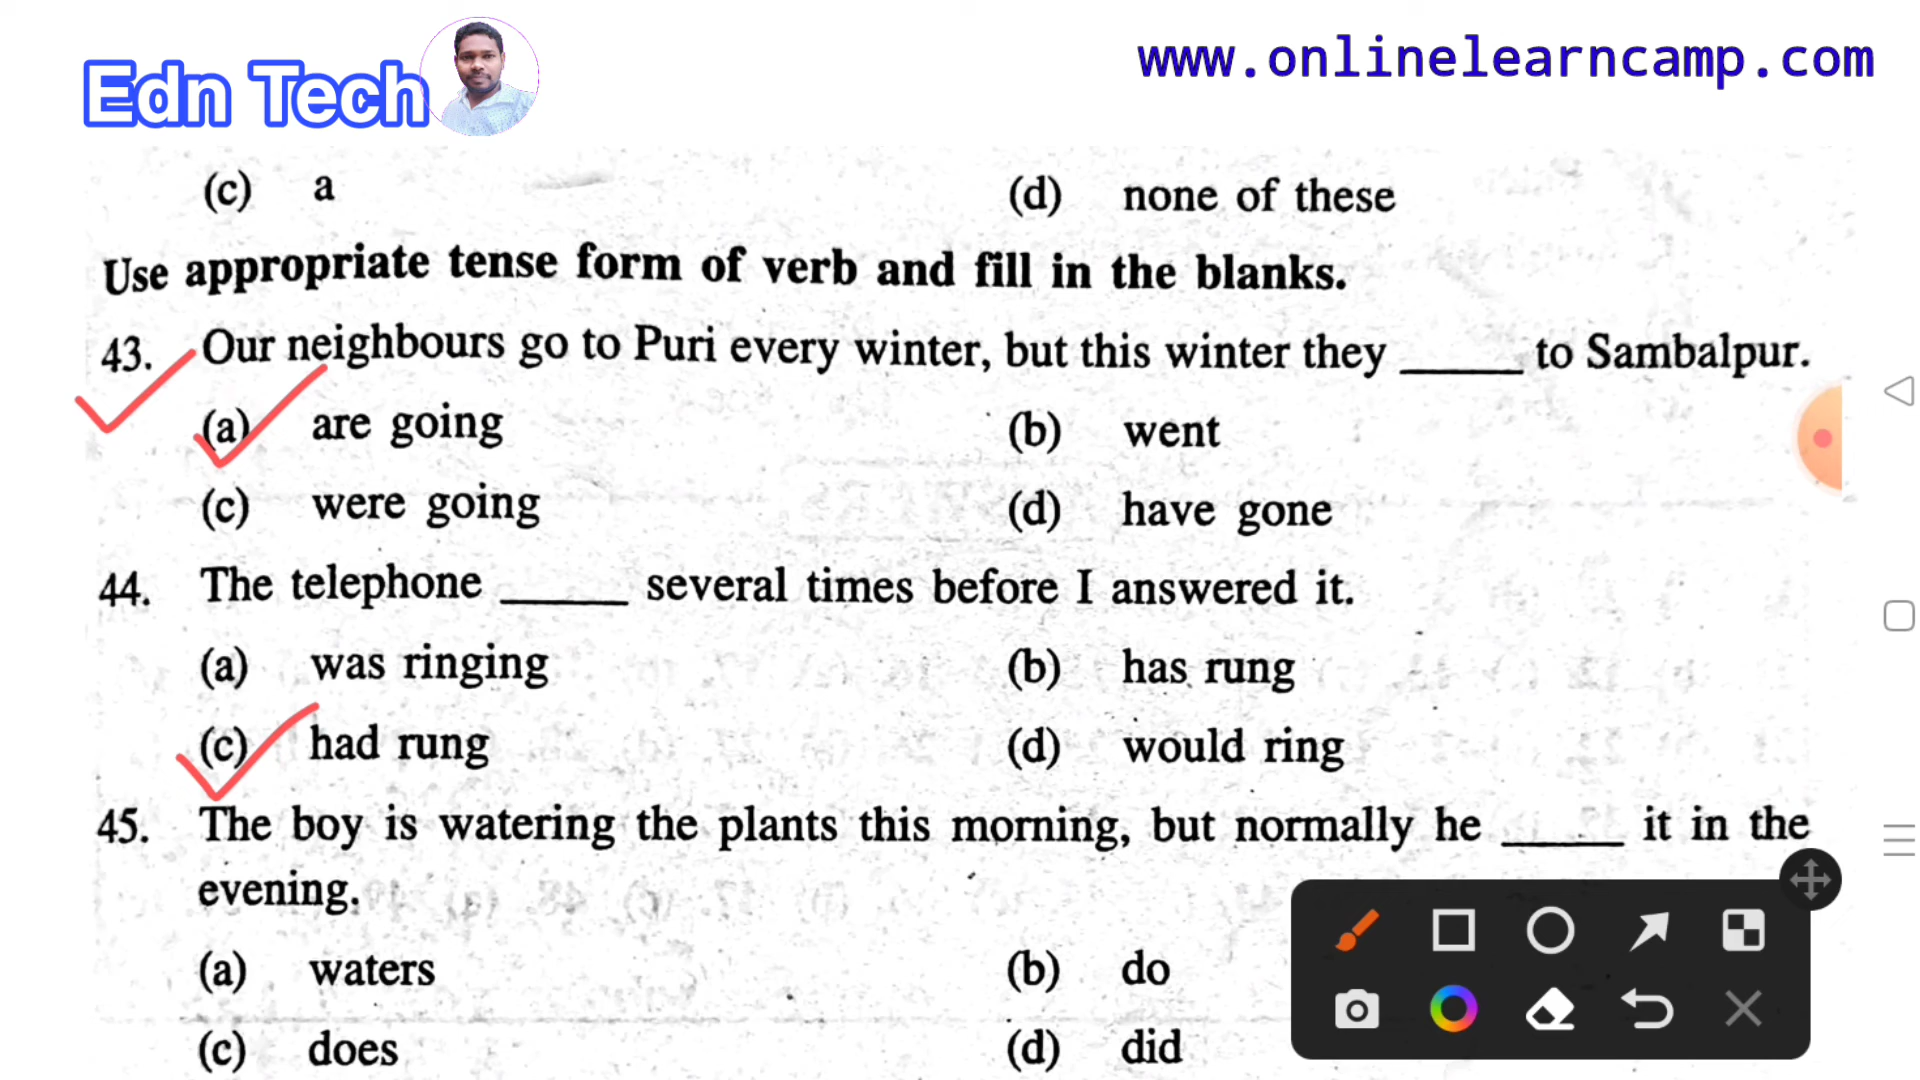 Edn Tech
www.onlinelearncamp.com
(c) a (d) none of these
Use appropriate tense form of verb and fill in the blanks.
43. Our neighbours go to Puri every winter, but this winter they _____ to Sambalpur.
(a) are going (b) went
(c) were going (d) have gone
44. The telephone _____ several times before I answered it.
(a) was ringing (b) has rung
(c) had rung (d) would ring
45. The boy is watering the plants this morning, but normally he _____ it in the
evening.
(a) waters (b) do
(c) does (d) did